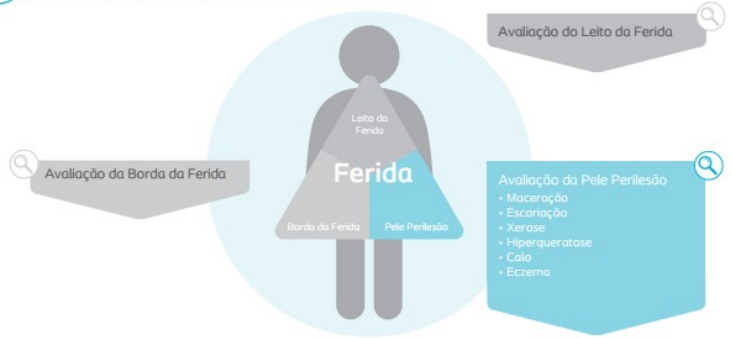 Avaliação do Leito da Ferida
Leito da
Ferida
Ferida
Borda da Ferida
Pele Perilesão
Avaliação da Borda da Ferida
Avaliação da Pele Perilesão
• Maceração
• Escoriação
• Xerose
• Hiperqueratose
• Calo
• Eczema